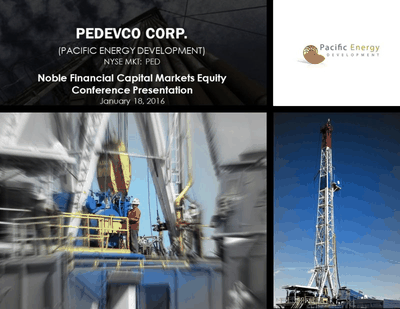 PEDEVCO CORP.
(PACIFIC ENERGY DEVELOPMENT)
NYSE MKT: PED
Noble Financial Capital Markets Equity
Conference Presentation
January 18, 2016
Pacific Energy
DEVELOPMENT